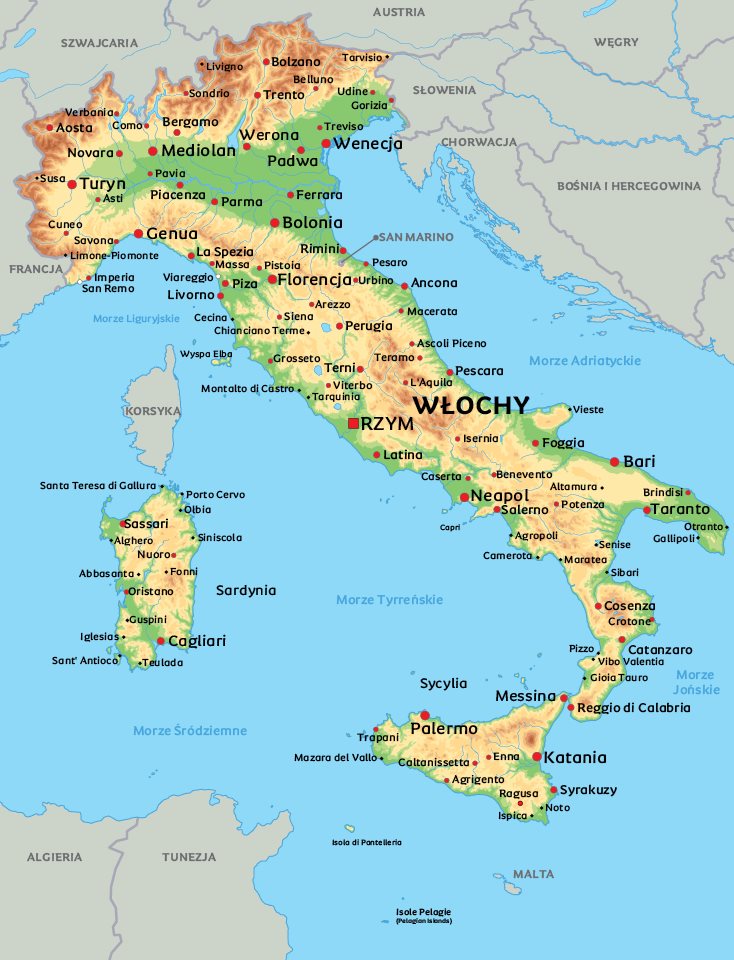 AUSTRIA
SZWAJCARIA
WĘGRY
Livigno
Bolzano
Tarvisio
Belluno
Sondrio
Trento
Udine
SŁOWENIA
Gorizia
Verbania
Aosta
Como
Bergamo
Treviso
Werona
Wenecja
CHORWACJA
Novara
Mediolan
Padwa
Susa
Turyn
Pavia
BOŚNIA I HERCEGOWINA
Asti
Piacenza
Parma
Ferrara
Cuneo
Genua
Bolonia
Savona
SAN MARINO
Limone-Piemonte
La Spezia
Rimini
FRANCJA
Massa
Pistoia
Pesaro
Imperia
San Remo
Viareggio
Piza
Florencja
Urbino
Ancona
Livorno
Arezzo
Macerata
Morze Liguryjskie
Cecina
Siena
Perugia
Chianciano Terme
Ascoli Piceno
Wyspa Elba
Grosseto
Teramo
Morze Adriatyckie
Terni
Pescara
Montalto di Castro
Viterbo
L'Aquila
Tarquinia
KORSYKA
WŁOCHY
Vieste
RZYM
Isernia
Foggia
Latina
Bari
Caserta
Benevento
Santa Teresa di Gallura
Porto Cervo
Altamura
Brindisi
Neapol
Olbia
Salerno
Potenza
Taranto
Sassari
Capri
Otranto
Alghero
Siniscola
Agropoli
Gallipoli
Nuoro
Camerota
Senise
Maratea
Abbasanta
Fonni
Sibari
Oristano
Sardynia
Morze Tyrreńskie
Cosenza
Guspini
Crotone
Iglesias
Cagliari
Pizzo
Catanzaro
Sant' Antioco
Teulada
Vibo Valentia
Gioia Tauro
Morze
Jońskie
Sycylia
Messina
Reggio di Calabria
Morze Śródziemne
Palermo
Trapani
Mazara del Vallo
Caltanissetta
Enna
Katania
Agrigento
Syrakuzy
Ragusa
Noto
Ispica
Isola di Pantelleria
ALGIERIA
TUNEZJA
MALTA
Isole Pelagie
(Pelagian Islands)